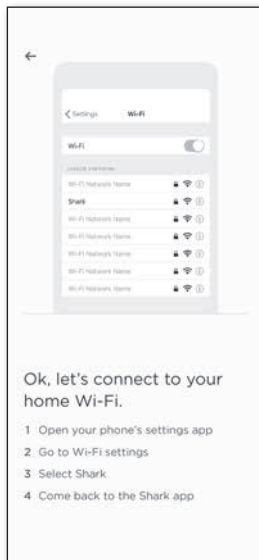 Settings Wi-Fi
Wi-Fi
Wi-Fi Network Name
Shark
Wi-Fi Network Name
Wi-Fi Network Name
Wi-Fi Network Name
Wi-Fi Network Name
Wi-Fi Network Name
Ok, let's connect to your
home Wi-Fi.
1 Open your phone's settings app
2 Go to Wi-Fi settings
3 Select Shark
4 Come back to the Shark app